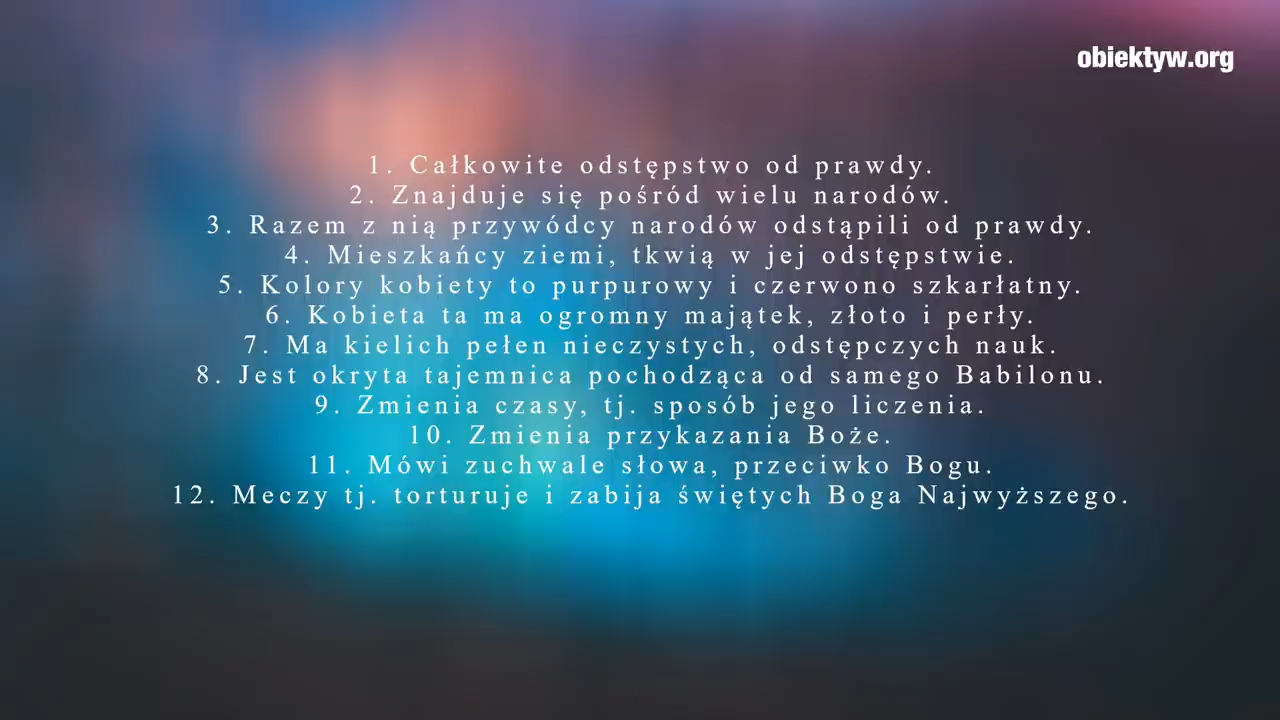 obiektyw.org
1. Całkowite odstępstwo od prawdy.
2. Znajduje się pośród wielu narodów.
3. Razem z nią przywódcy narodów odstąpili od prawdy.
4. Mieszkańcy ziemi, tkwią w jej odstępstwie.
5. Kolory kobiety to purpurowy i czerwono szkarłatny.
6. Kobieta ta ma ogromny majątek, złoto i perły.
7. Ma kielich pełen nieczystych, odstępczych nauk.
8. Jest okryta tajemnica pochodząca od samego Babilonu.
9. Zmienia czasy, tj. sposób jego liczenia.
10. Zmienia przykazania Boże.
11. Mówi zuchwale słowa, przeciwko Bogu.
12. Meczy tj. torturuje i zabija świętych Boga Najwyższego.